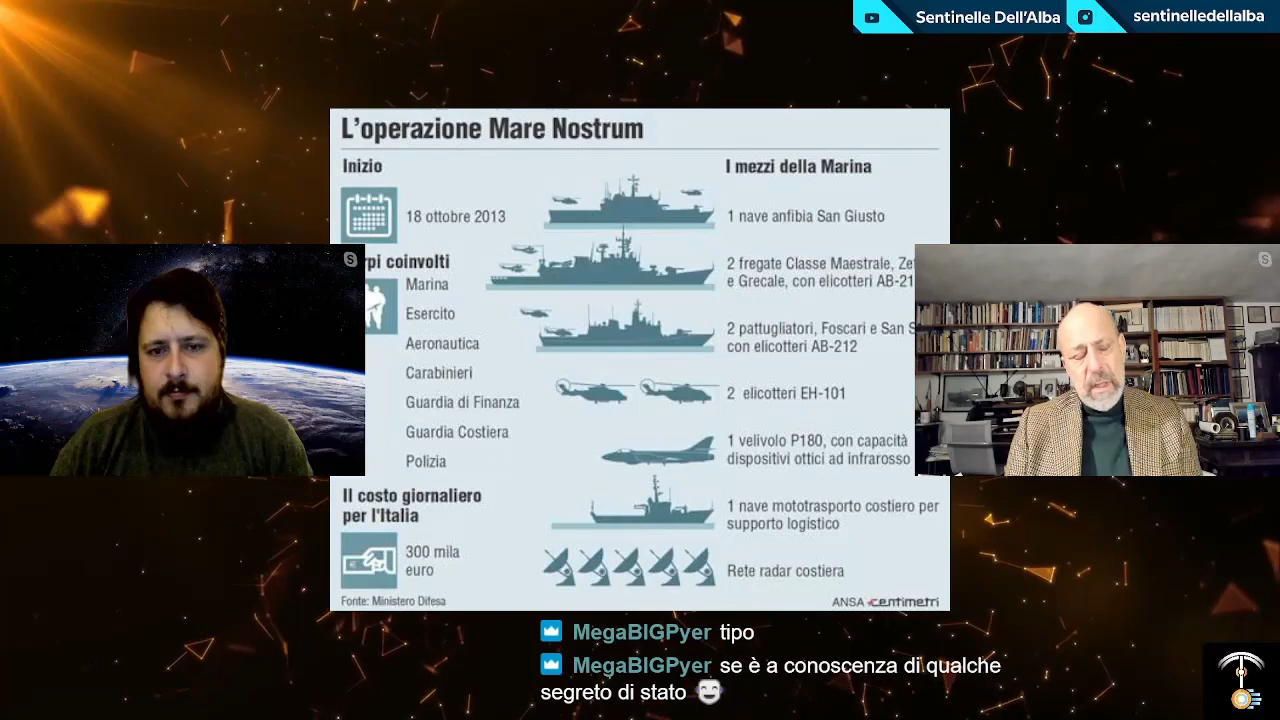 Sentinelle Dell'Alba
sentinelledellalba
L'operazione Mare Nostrum
Inizio
18 ottobre 2013
rpi coinvolti
Marina
Esercito
Aeronautica
Carabinieri
Guardia di Finanza
Guardia Costiera
Polizia
Il costo giornaliero
per l'Italia
300 mila
euro
Fonte: Ministero Difesa
I mezzi della Marina
1 nave anfibia San Giusto
2 fregate Classe Maestrale, Zef
e Grecale, con elicotteri AB-21
2 pattugliatori, Foscari e San S
con elicotteri AB-212
2 elicotteri EH-101
1 velivolo P180, con capacità
dispositivi ottici ad infrarosso
1 nave mototrasporto costiero per
supporto logistico
Rete radar costiera
ANSA centimetri
MegaBIGPyer tipo
MegaBIGPyer se è a conoscenza di qualche
segreto di stato